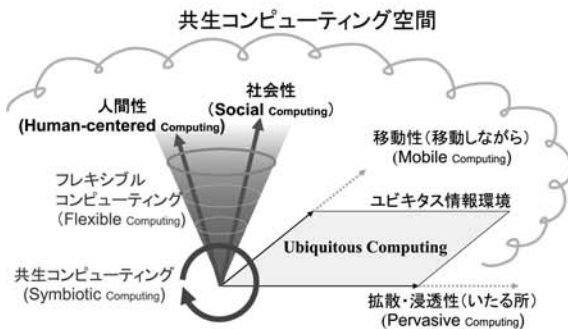 共生コンピューティング空間
人間性
(Human-centered Computing)
社会性
(Social Computing)
移動性(移動しながら)
(Mobile Computing)
フレキシブル
コンピューティング
(Flexible Computing)
ユビキタス情報環境
Ubiquitous Computing
共生コンピューティング
(Symbiotic Computing)
拡散・浸透性(いたる所)
(Pervasive Computing)